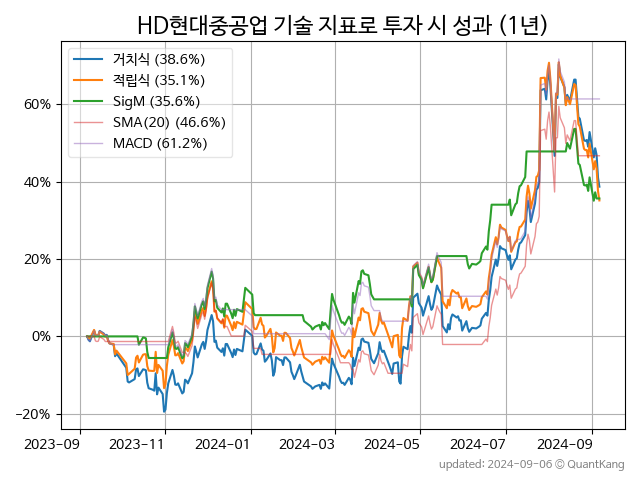 HD현대중공업 기술 지표로 투자 시 성과 (1년)
거치식 (38.6%)
적립식 (35.1%)
SigM (35.6%)
SMA(20) (46.6%)
MACD (61.2%)
60%
40%
20%
0%
−20%
2023-09 2023-11 2024-01 2024-03 2024-05 2024-07 2024-09
updated: 2024-09-06 © QuantKang